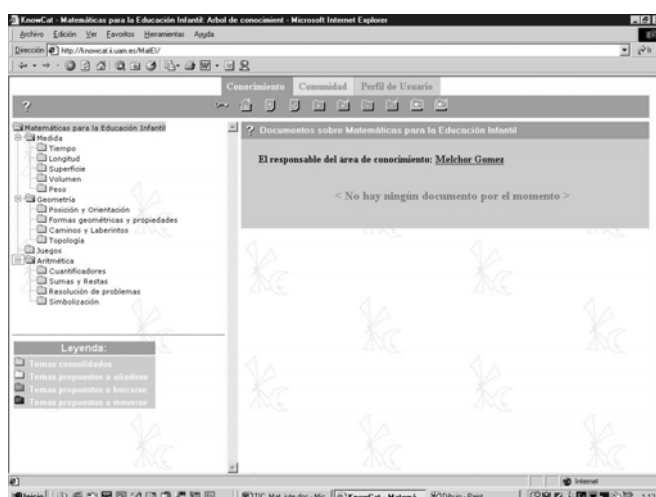 KnowCat - Matemáticas para la Educación Infantil: Arbol de conocimient - Microsoft Internet Explorer
Archivo Edición Ver Favoritos Herramientas Ayuda
Dirección http://knowcat.ii.uam.es/MatEI/
Conocimiento Comunidad Perfil de Usuario
?
Matemáticas para la Educación Infantil
Medida
Tiempo
Longitud
Superficie
Volumen
Peso
Geometría
Posición y Orientación
Formas geométricas y propiedades
Caminos y Laberintos
Topología
Juegos
Aritmética
Cuantificadores
Sumas y Restas
Resolución de problemas
Simbolización
? Documentos sobre Matemáticas para la Educación Infantil
El responsable del área de conocimiento: Melchor Gomez
< No hay ningún documento por el momento >
Leyenda:
Temas consolidados
Temas propuestos a añadirse
Temas propuestos a borrarse
Temas propuestos a moverse
Internet
Inicio